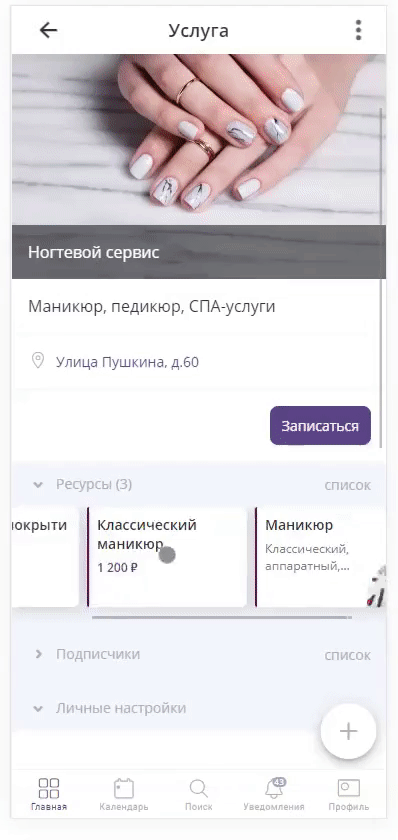 Услуга
Ногтевой сервис
Маникюр, педикюр, СПА-услуги
Улица Пушкина, д.60
Записаться
Ресурсы (3)
список
окрыти
Классический
маникюр
1 200 ₽
Маникюр
Классический,
аппаратный,...
Подписчики
список
Личные настройки
43
Главная
Календарь
Поиск
Уведомления
Профиль